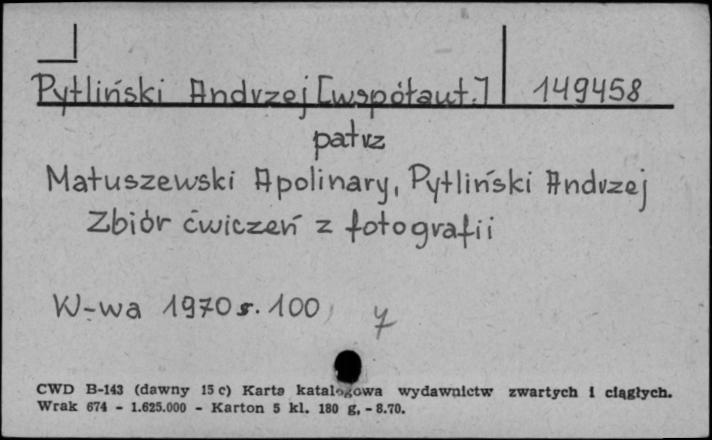 Pytliński Andrzej [współaut.] 149458
patrz
Matuszewski Apolinary, Pytliński Andrzej
Zbiór ćwiczeń z fotografii
W-wa 1970 s. 100 7
CWD B-143 (dawny 15 c) Karta katalogowa wydawnictw zwartych i ciągłych.
Wrak 674 - 1.625.000 - Karton 5 kl. 180 g, - 8.70.